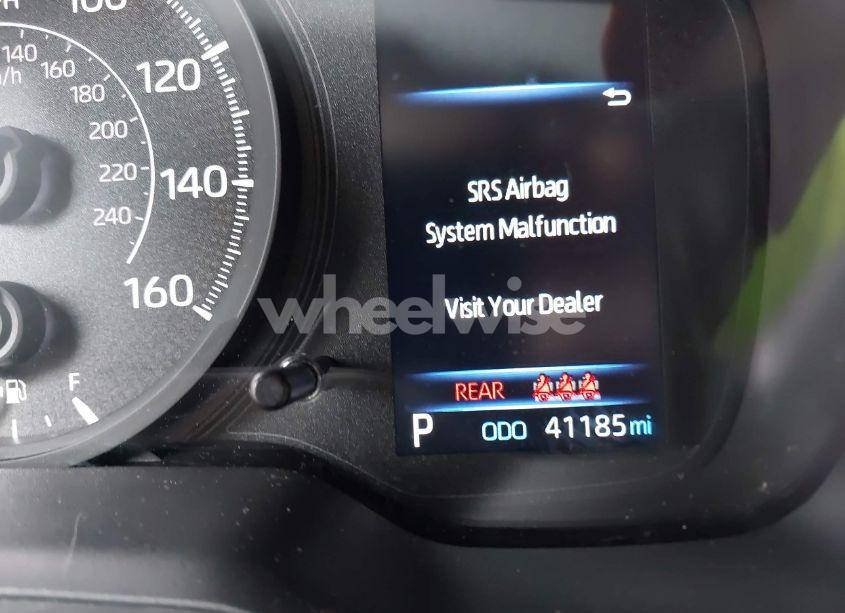 100
120
140
160
140
160
180
200
220
240
F
SRS Airbag
System Malfunction
Visit Your Dealer
wheelwise
REAR
P ODO 41185 mi